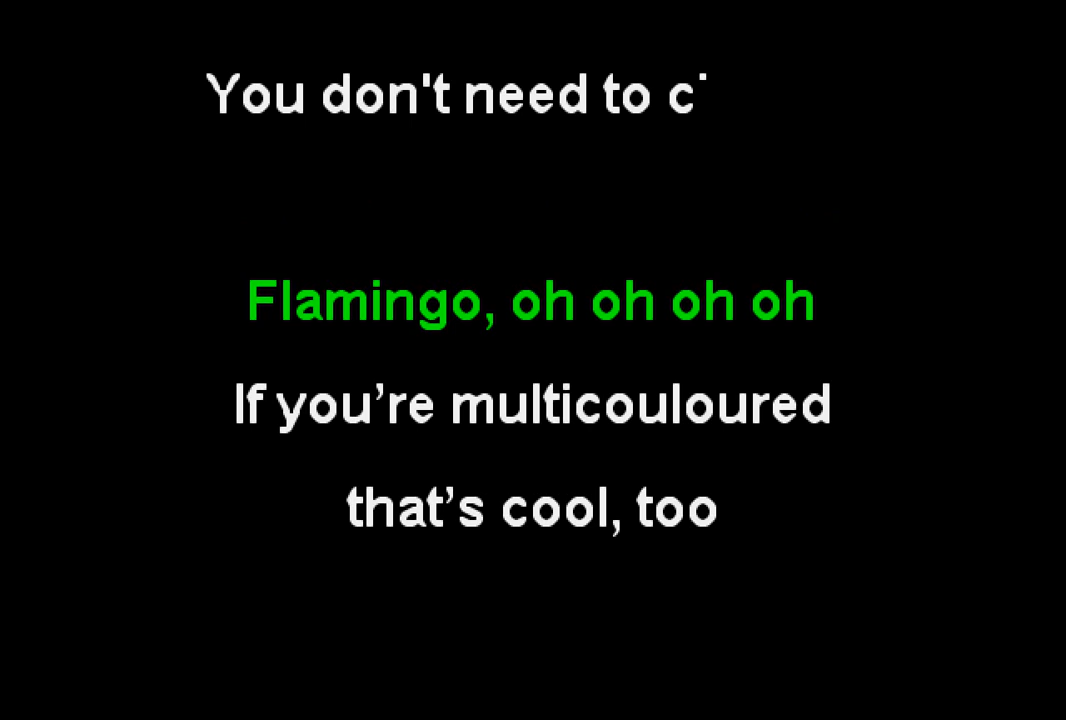 You don't need to
Flamingo, oh oh oh oh
If you’re multicouloured
that’s cool, too